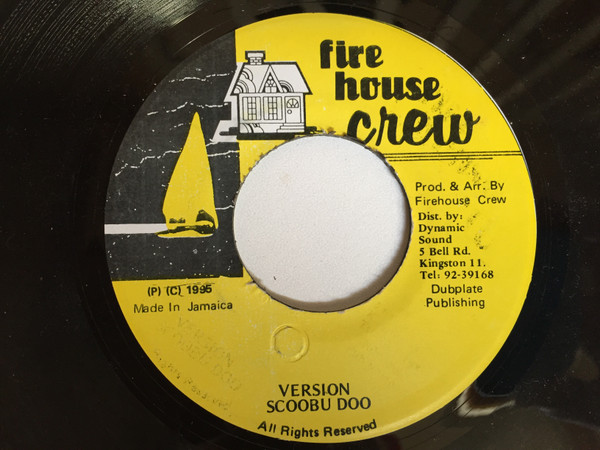 fire
house
crew
Prod. & Arr. By
Firehouse Crew
Dist. by:
Dynamic
Sound
5 Bell Rd.
Kingston 11.
Tel: 92-39168
Dubplate
Publishing
(P) (C) 1995
Made In Jamaica
VERSION
SCOOBU DOO
All Rights Reserved